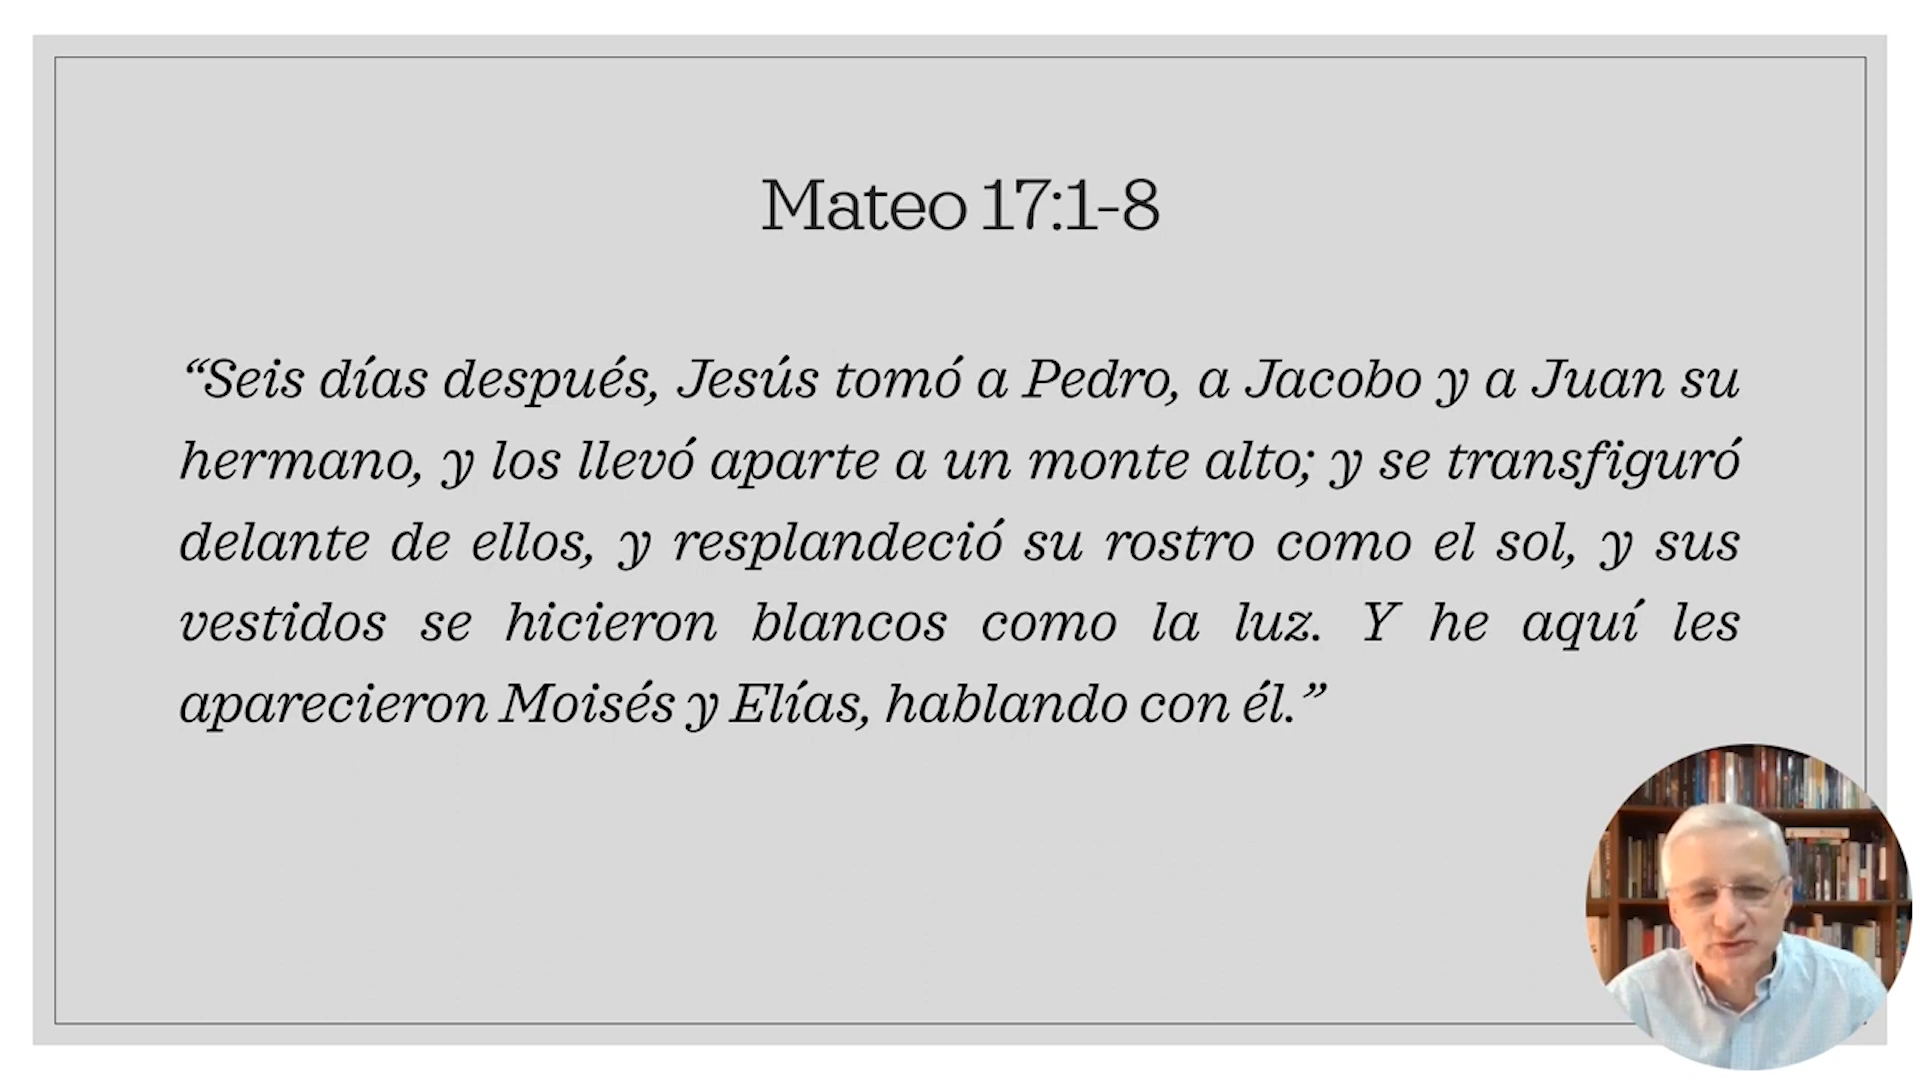 Mateo 17:1-8
“Seis días después, Jesús tomó a Pedro, a Jacobo y a Juan su
hermano, y los llevó aparte a un monte alto; y se transfiguró
delante de ellos, y resplandeció su rostro como el sol, y sus
vestidos se hicieron blancos como la luz. Y he aquí les
aparecieron Moisés y Elías, hablando con él.”